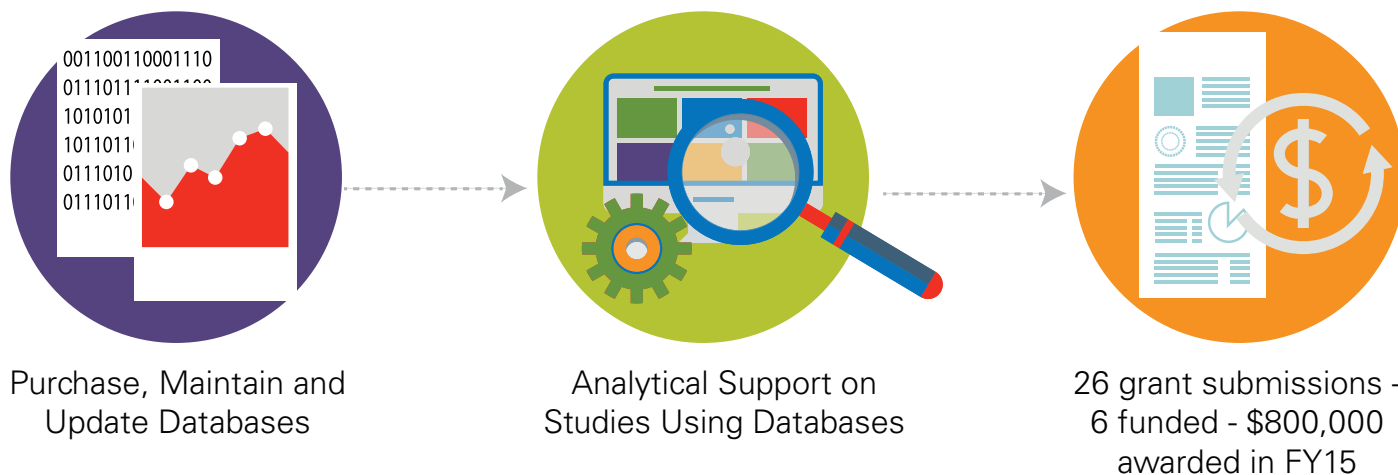 001100110001110
0111011110001100
1010101
1011011
0111010
0111011
Purchase, Maintain and
Update Databases
Analytical Support on
Studies Using Databases
26 grant submissions -
6 funded - $800,000
awarded in FY15
$